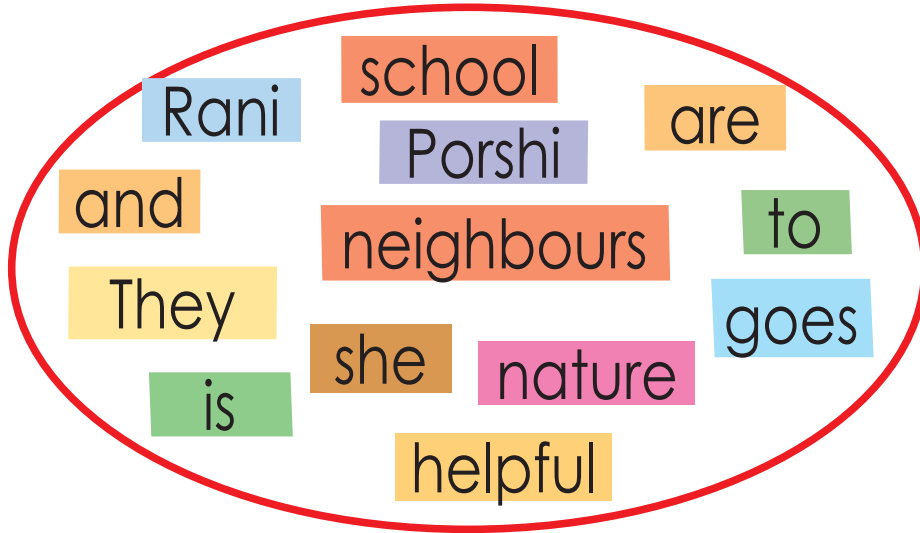 school
Rani
are
Porshi
and
to
neighbours
They
goes
she
nature
is
helpful